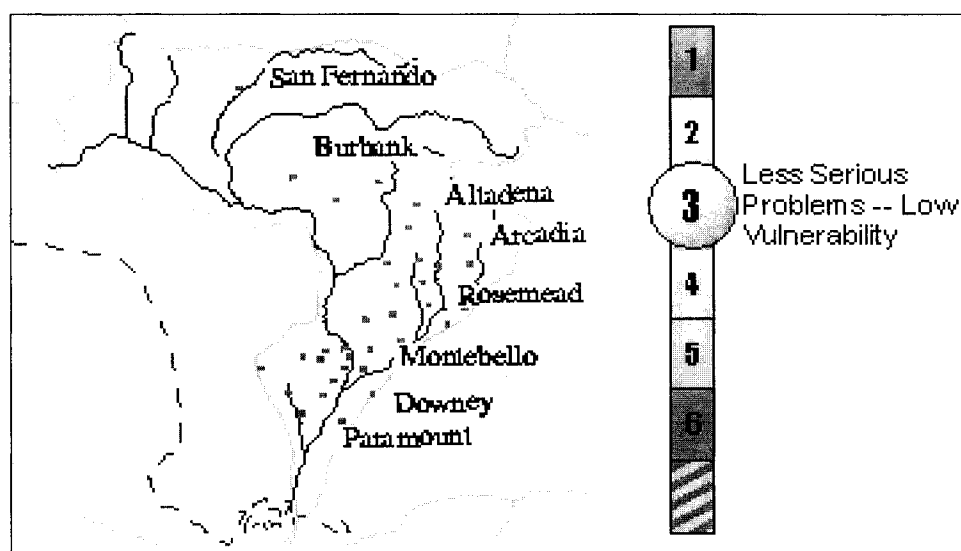 San Fernando
Burbank
Altadena
Arcadia
Rosemead
Montebello
Downey
Paramount
1
2
3
Less Serious
Problems -- Low
Vulnerability
4
5
6